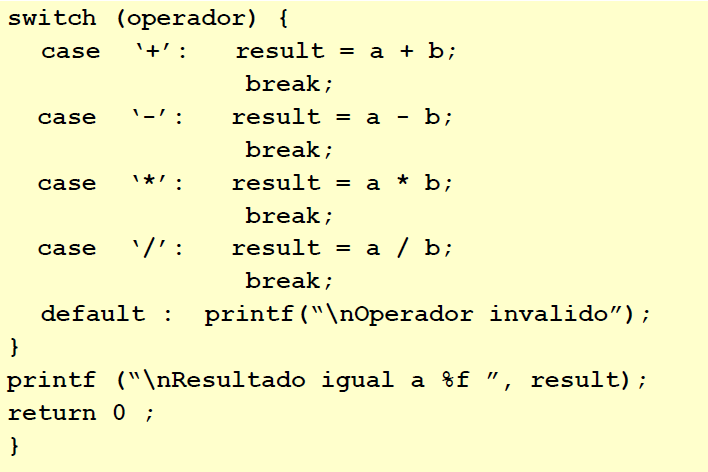 switch (operador) {
case ‘+’: result = a + b;
break;
case ‘-’: result = a - b;
break;
case ‘*’: result = a * b;
break;
case ‘/’: result = a / b;
break;
default : printf(“\nOperador invalido”);
}
printf (“\nResultado igual a %f ”, result);
return 0 ;
}